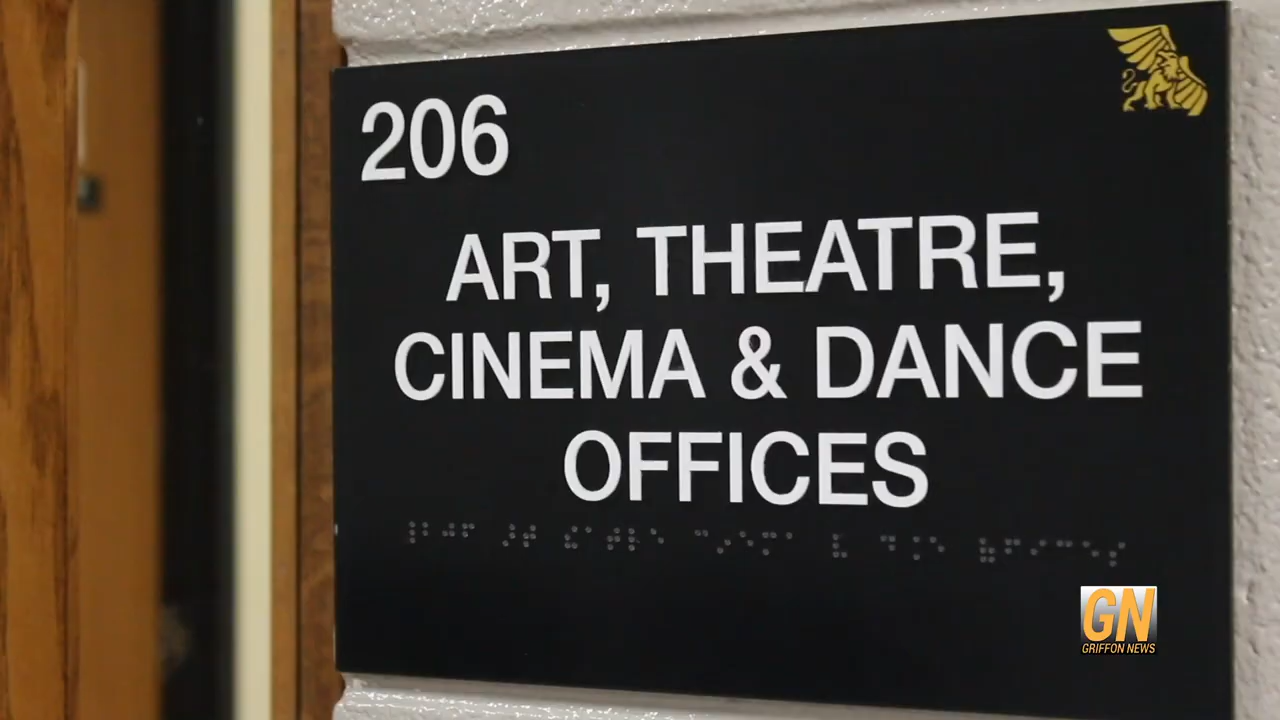 206
ART, THEATRE,
CINEMA & DANCE
OFFICES
GN
GRIFFON NEWS